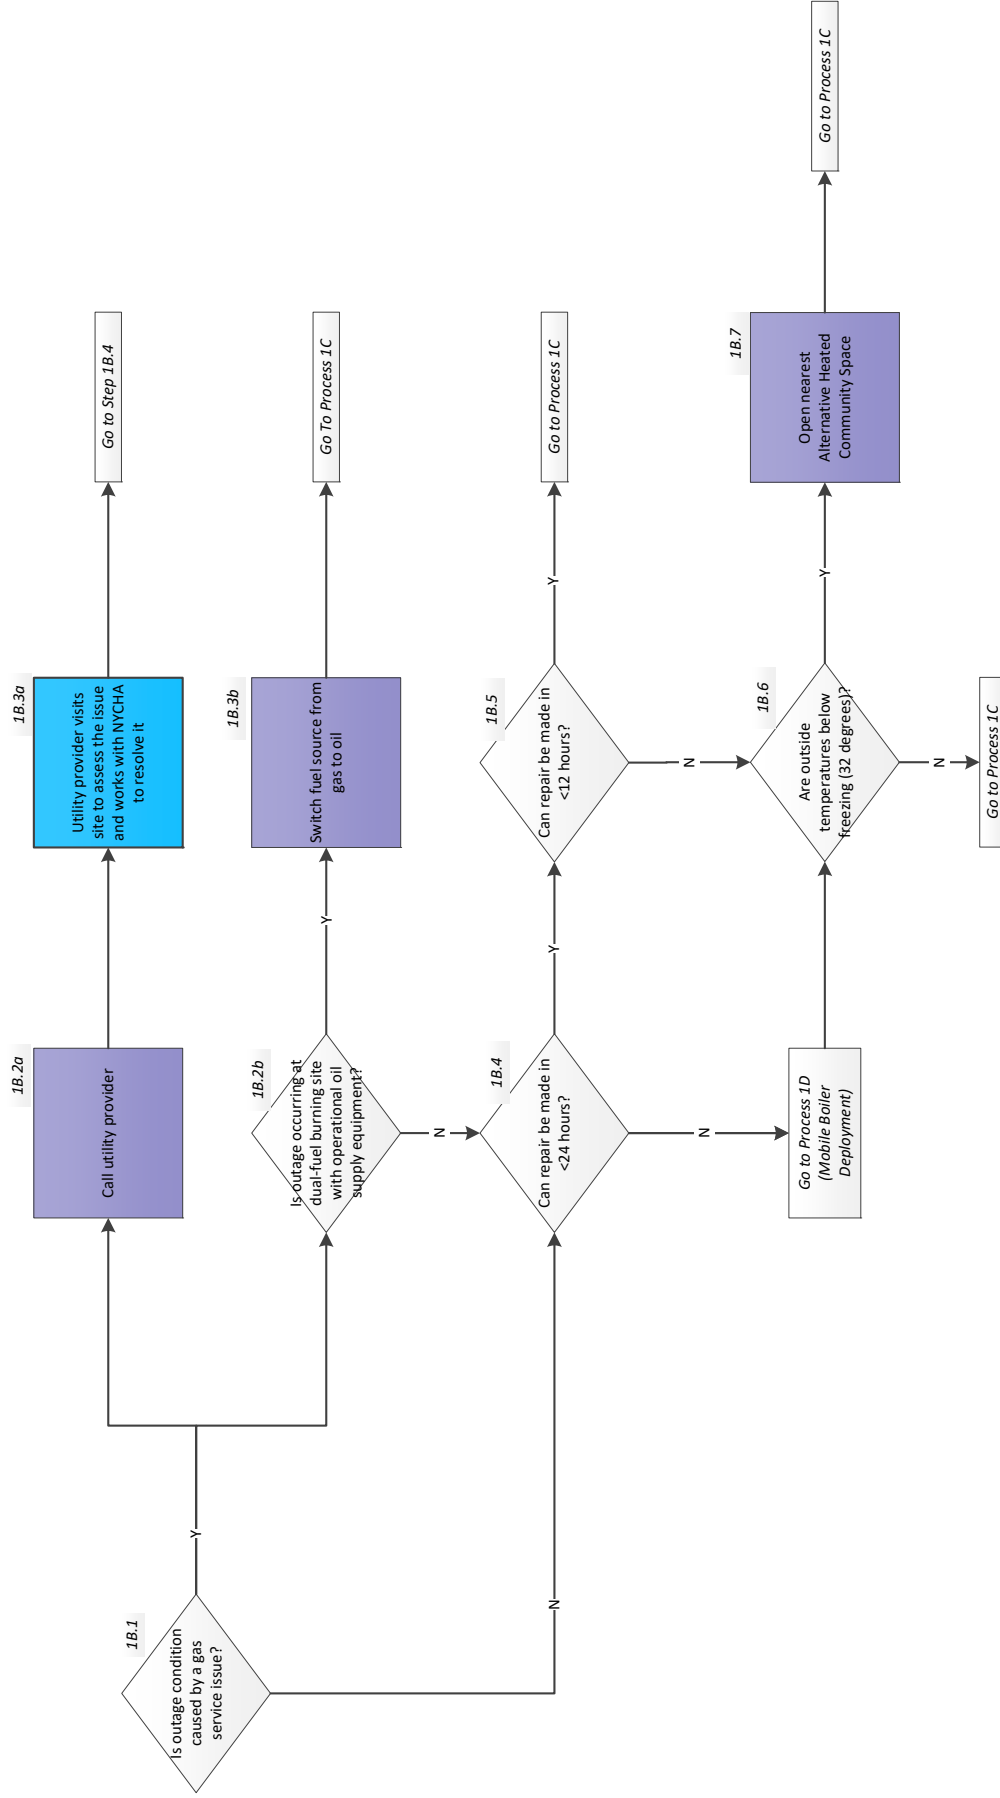 1B.1
Is outage condition
caused by a gas
service issue?
Y
N
1B.2a
Call utility provider
1B.3a
Utility provider visits
site to assess the issue
and works with NYCHA
to resolve it
Go to Step 1B.4
1B.2b
Is outage occurring at
dual-fuel burning site
with operational oil
supply equipment?
Y
N
1B.3b
Switch fuel source from
gas to oil
Go To Process 1C
1B.4
Can repair be made in
<24 hours?
Y
N
1B.5
Can repair be made in
<12 hours?
Y
N
Go to Process 1C
Go to Process 1D
(Mobile Boiler
Deployment)
1B.6
Are outside
temperatures below
freezing (32 degrees)?
Y
N
1B.7
Open nearest
Alternative Heated
Community Space
Go to Process 1C
Go to Process 1C